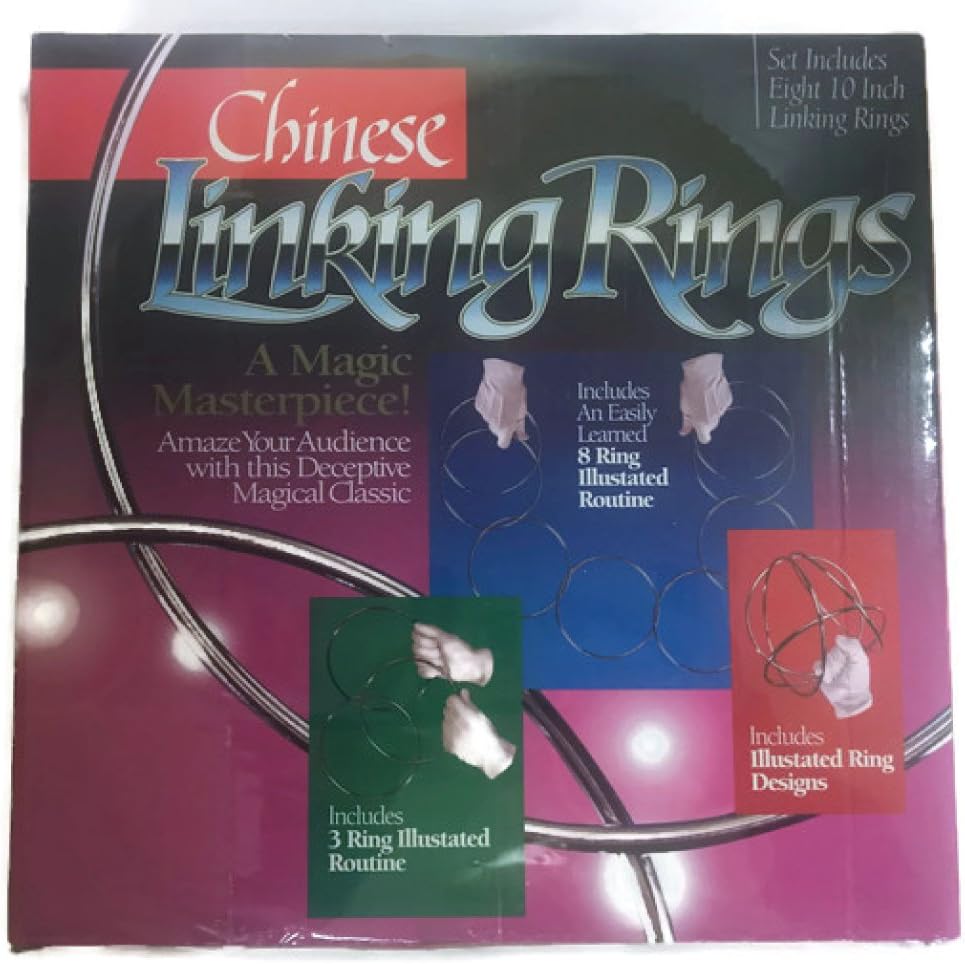 Set Includes
Eight 10 Inch
Linking Rings
Chinese
Linking Rings
A Magic
Masterpiece!
Amaze Your Audience
with this Deceptive
Magical Classic
Includes
An Easily
Learned
8 Ring
Illustated
Routine
Includes
3 Ring Illustated
Routine
Includes
Illustated Ring
Designs